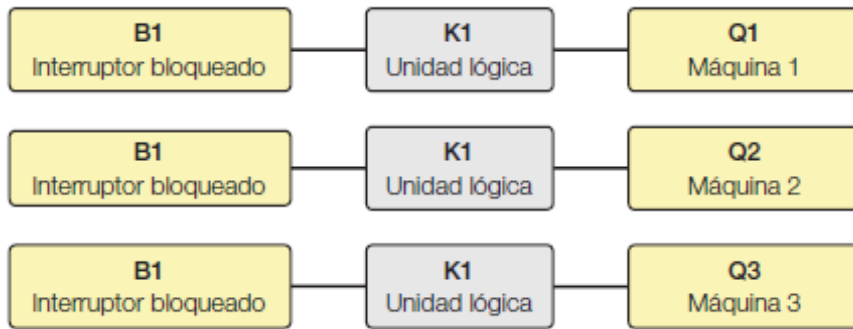 B1
Interruptor bloqueado
K1
Unidad lógica
Q1
Máquina 1
B1
Interruptor bloqueado
K1
Unidad lógica
Q2
Máquina 2
B1
Interruptor bloqueado
K1
Unidad lógica
Q3
Máquina 3